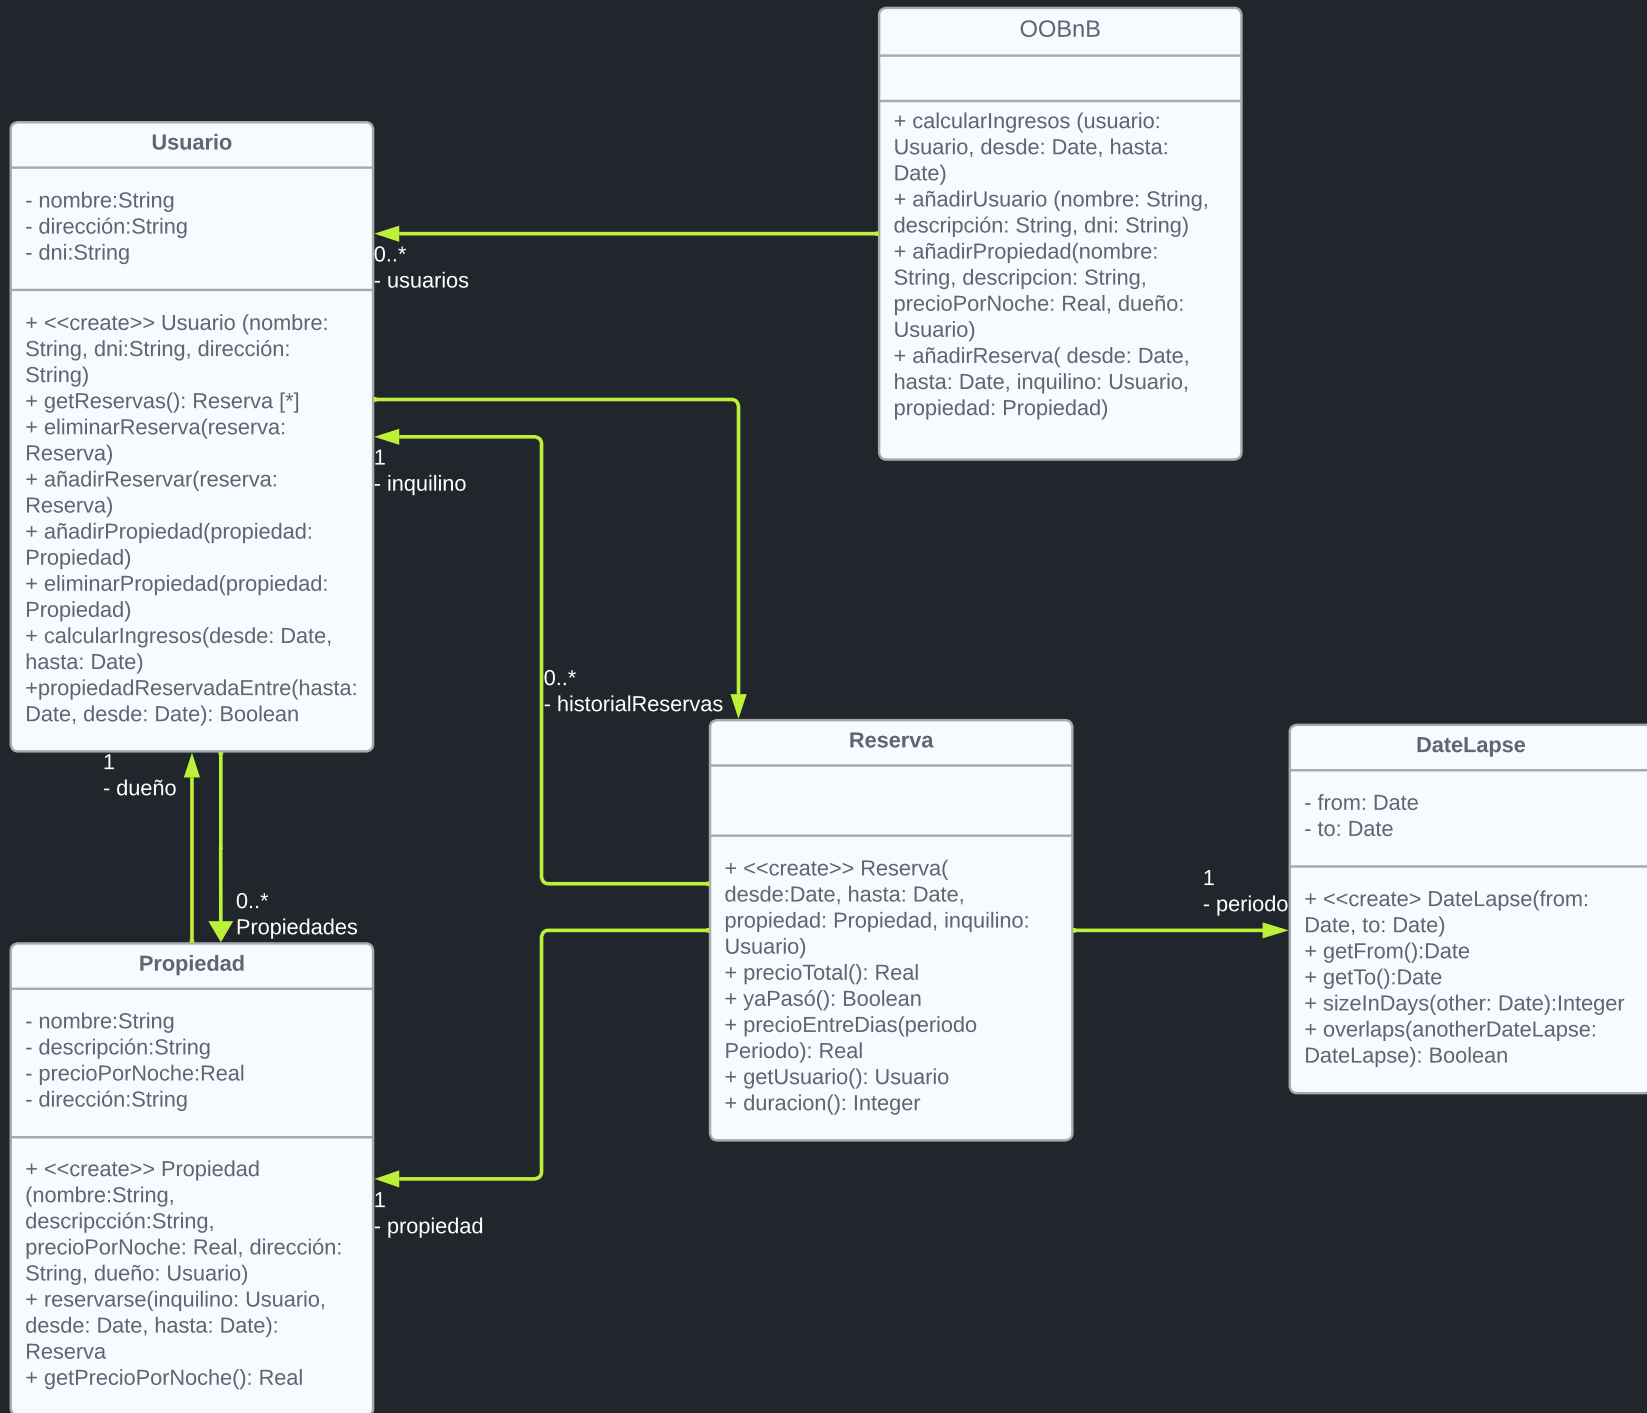 OOBnB
+ calcularIngresos (usuario:
Usuario, desde: Date, hasta:
Date)
+ añadirUsuario (nombre: String,
descripción: String, dni: String)
+ añadirPropiedad(nombre:
String, descripcion: String,
precioPorNoche: Real, dueño:
Usuario)
+ añadirReserva( desde: Date,
hasta: Date, inquilino: Usuario,
propiedad: Propiedad)
Usuario
- nombre:String
- dirección:String
- dni:String
+ <<create>> Usuario (nombre:
String, dni:String, dirección:
String)
+ getReservas(): Reserva [*]
+ eliminarReserva(reserva:
Reserva)
+ añadirReservar(reserva:
Reserva)
+ añadirPropiedad(propiedad:
Propiedad)
+ eliminarPropiedad(propiedad:
Propiedad)
+ calcularIngresos(desde: Date,
hasta: Date)
+propiedadReservadaEntre(hasta:
Date, desde: Date): Boolean
0..*
- usuarios
1
- inquilino
0..*
- historialReservas
1
- dueño
0..*
Propiedades
Reserva
+ <<create>> Reserva(
desde:Date, hasta: Date,
propiedad: Propiedad, inquilino:
Usuario)
+ precioTotal(): Real
+ yaPasó(): Boolean
+ precioEntreDias(periodo
Periodo): Real
+ getUsuario(): Usuario
+ duracion(): Integer
1
- periodo
DateLapse
- from: Date
- to: Date
+ <<create> DateLapse(from:
Date, to: Date)
+ getFrom():Date
+ getTo():Date
+ sizeInDays(other: Date):Integer
+ overlaps(anotherDateLapse:
DateLapse): Boolean
Propiedad
- nombre:String
- descripción:String
- precioPorNoche:Real
- dirección:String
+ <<create>> Propiedad
(nombre:String,
descripcción:String,
precioPorNoche: Real, dirección:
String, dueño: Usuario)
+ reservarse(inquilino: Usuario,
desde: Date, hasta: Date):
Reserva
+ getPrecioPorNoche(): Real
1
- propiedad